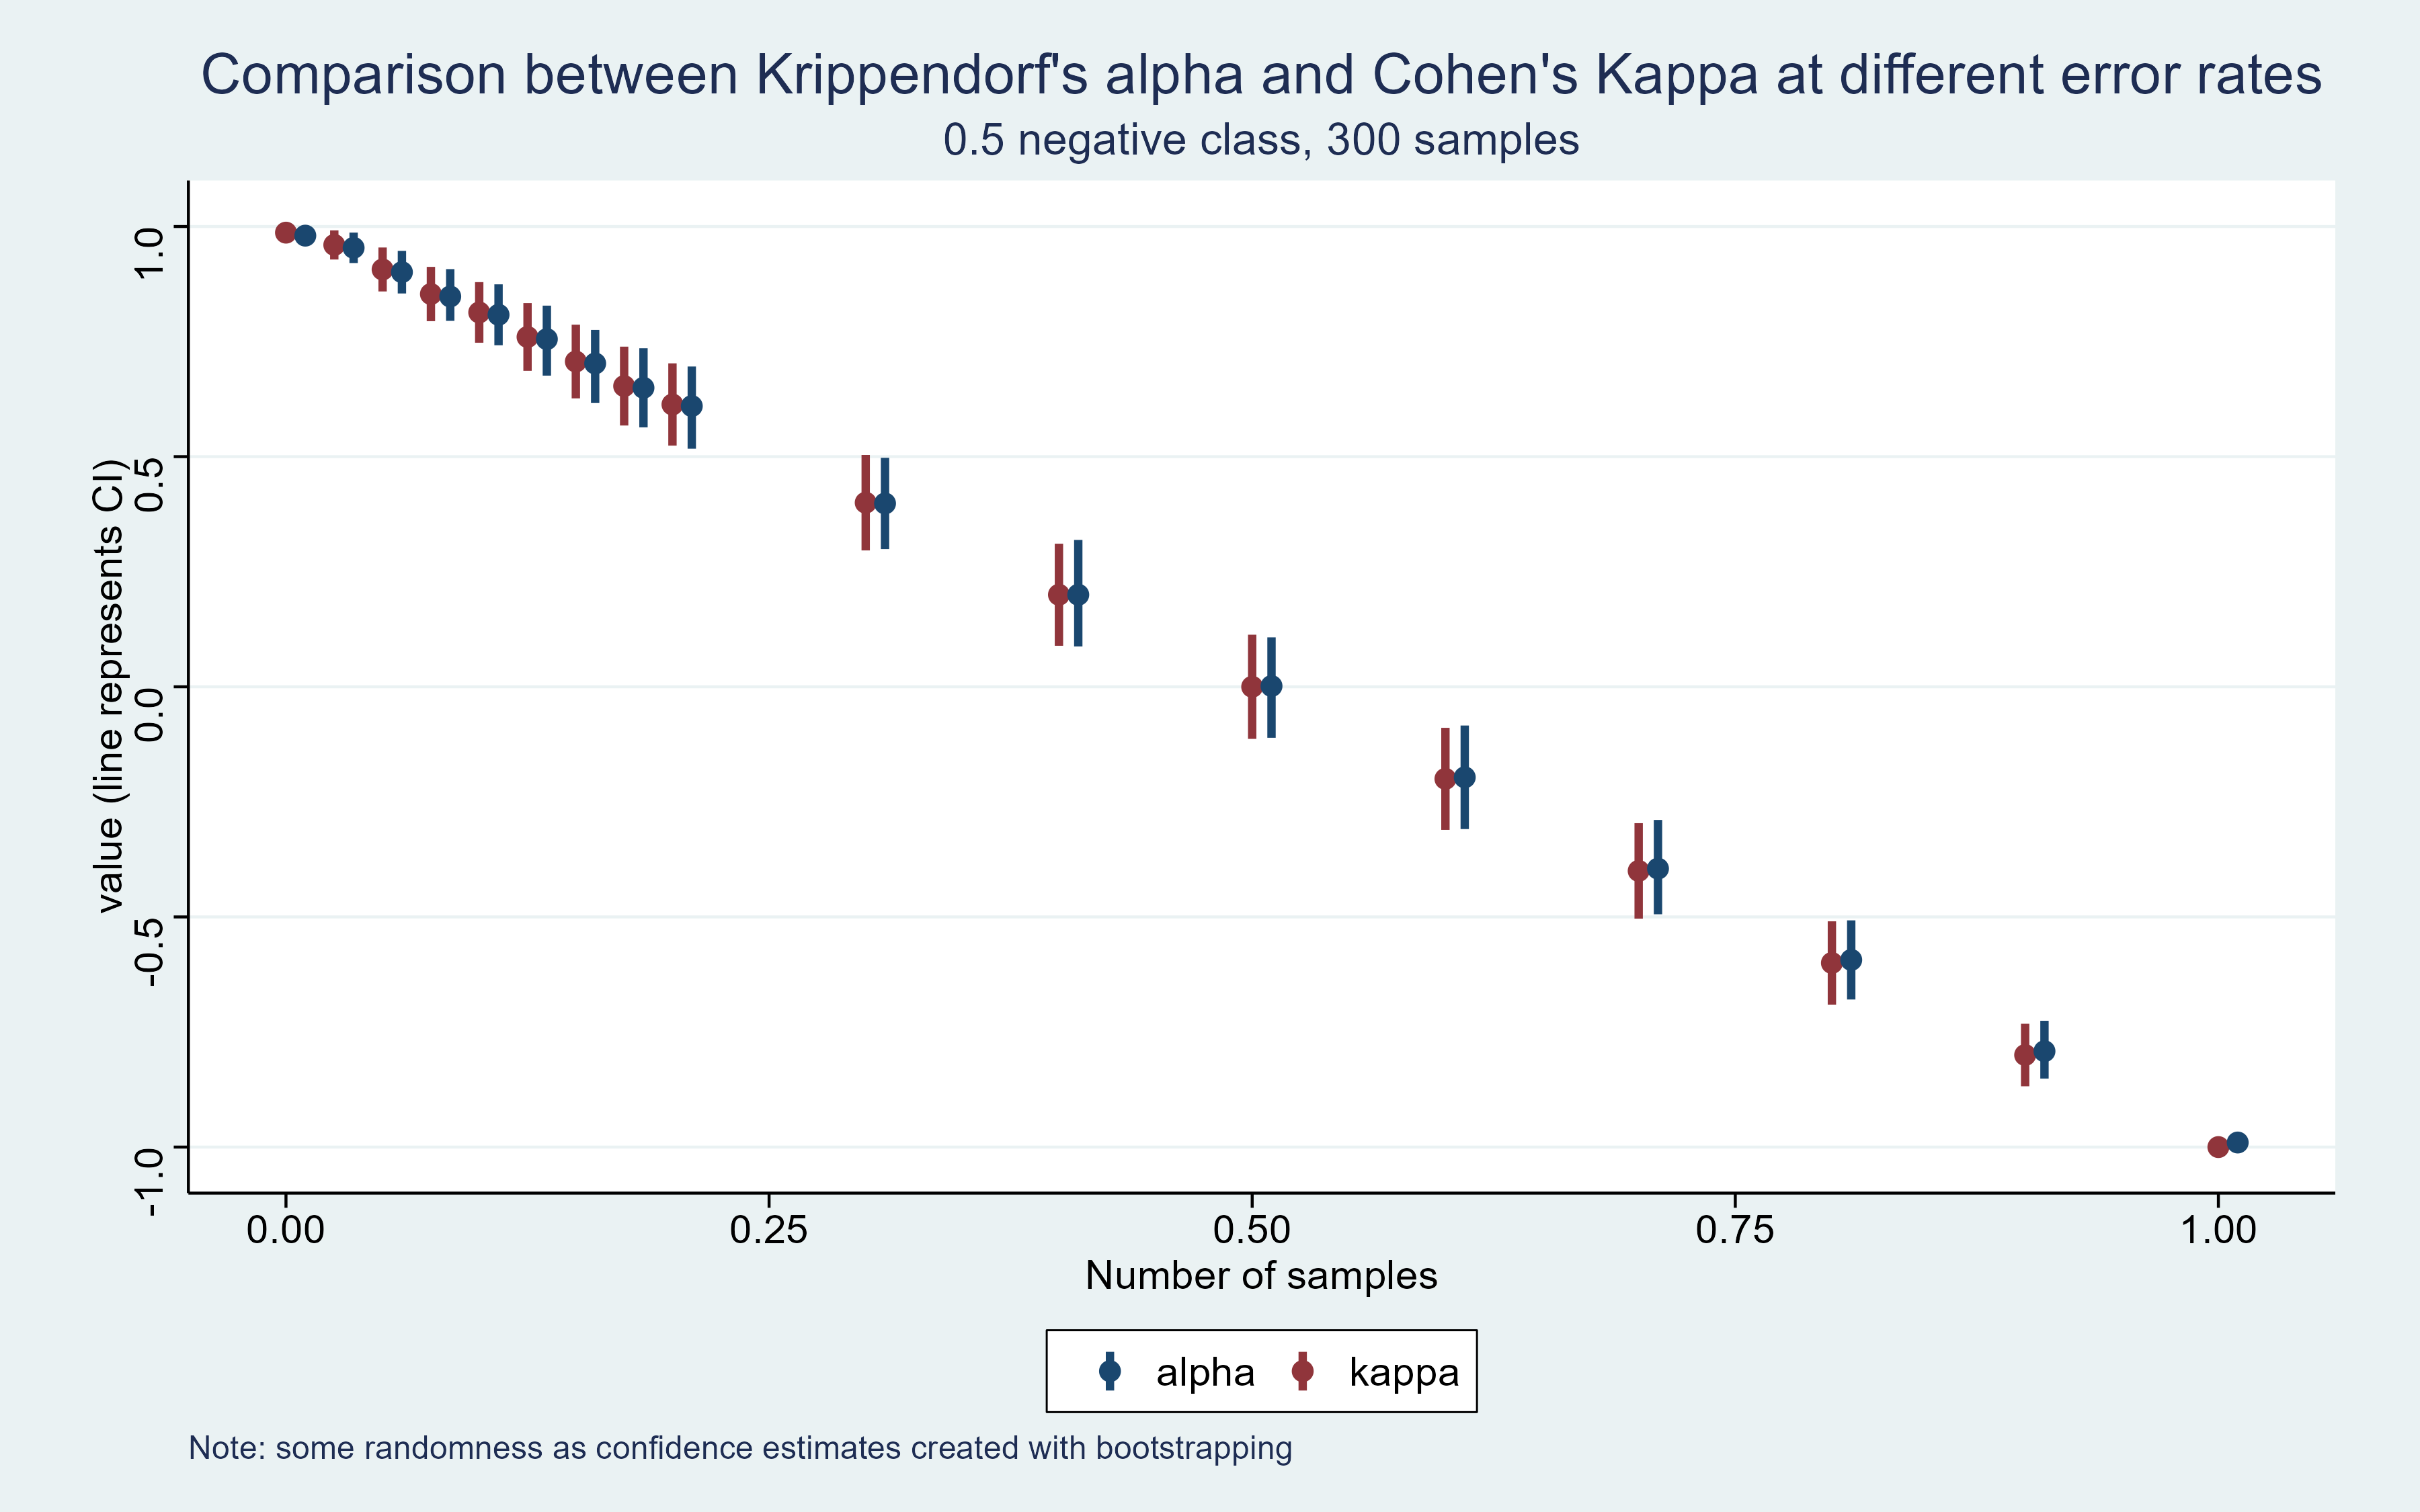 Comparison between Krippendorf's alpha and Cohen's Kappa at different error rates
0.5 negative class, 300 samples
value (line represents CI)
1.0
0.5
0.0
-0.5
-1.0
0.00 0.25 0.50 0.75 1.00
Number of samples
alpha kappa
Note: some randomness as confidence estimates created with bootstrapping